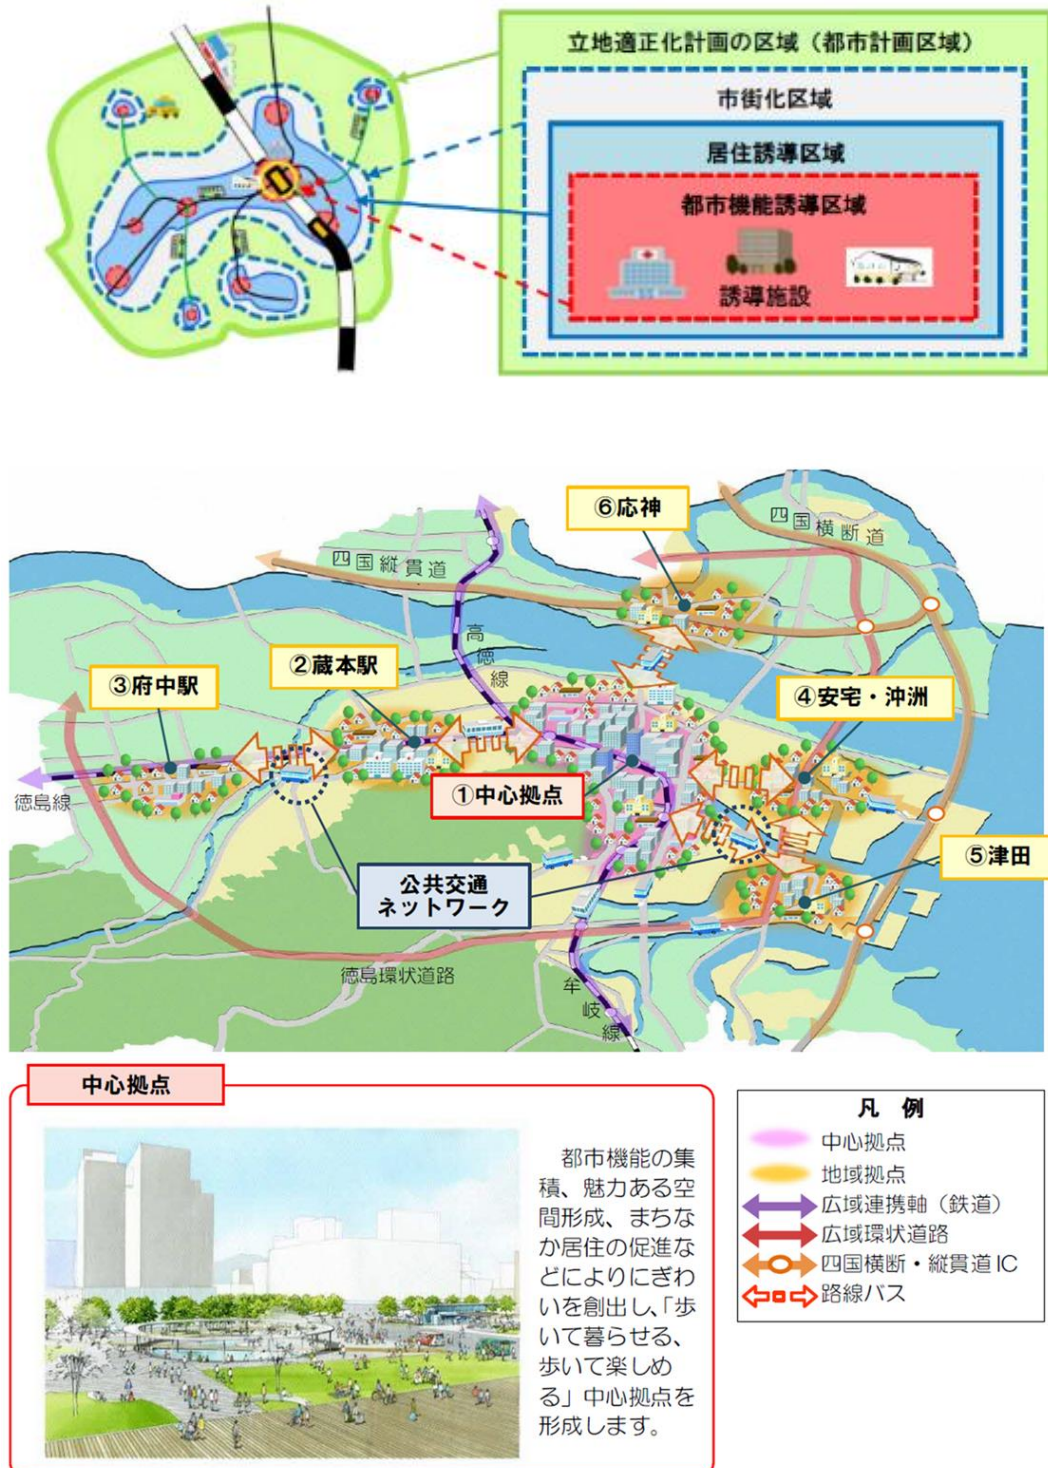 立地適正化計画の区域（都市計画区域）
市街化区域
居住誘導区域
都市機能誘導区域
誘導施設
⑥応神
四国横断道
四国縦貫道
高徳線
②蔵本駅
③府中駅
④安宅・沖洲
徳島線
①中心拠点
⑤津田
公共交通
ネットワーク
徳島環状道路
牟岐線
中心拠点
都市機能の集
積、魅力ある空
間形成、まちな
か居住の促進な
どによりにぎわ
いを創出し、「歩
いて暮らせる、
歩いて楽しめ
る」中心拠点を
形成します。
凡 例
中心拠点
地域拠点
広域連携軸（鉄道）
広域環状道路
四国横断・縦貫道 IC
路線バス